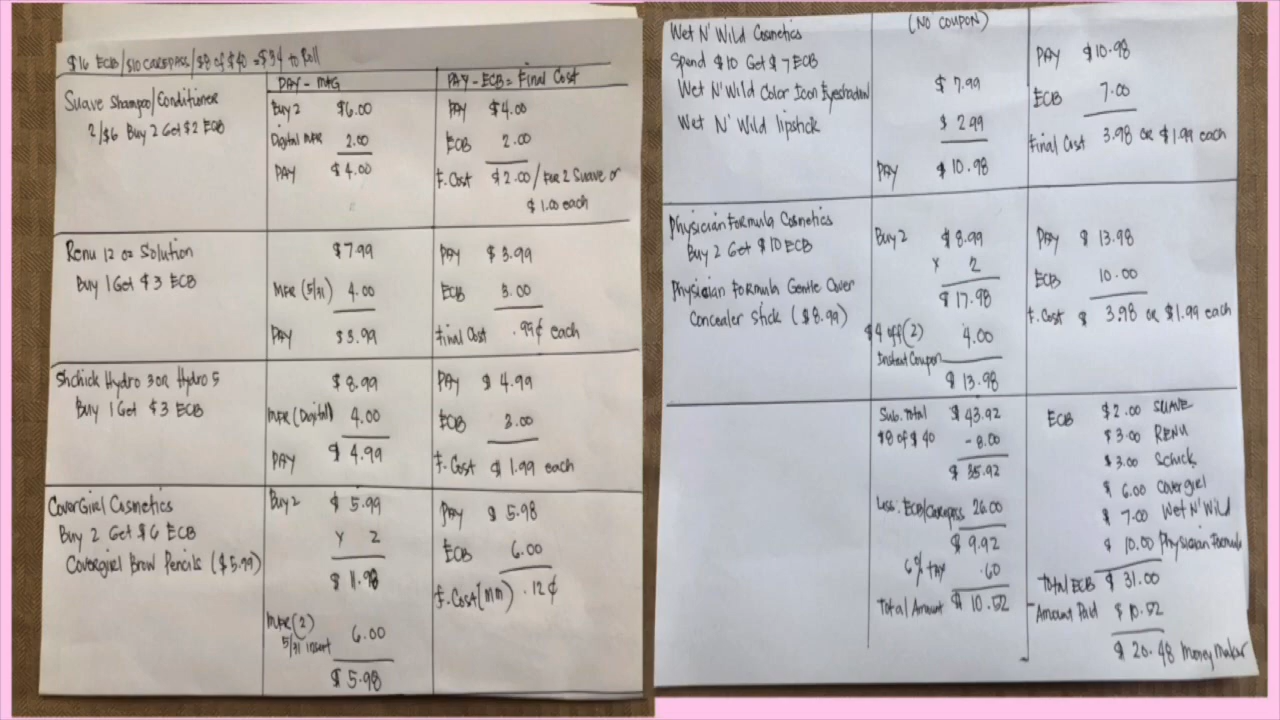 $16 ECB/$10 CAREPASS/$8 of $40 = $34 to Roll
PAY - MFG
PAY - ECB = Final Cost
Suave Shampoo/Conditioner
2/$6 Buy 2 Get $2 ECB
Buy 2 $6.00
Digital MFR 2.00
PAY $4.00
PAY $4.00
ECB 2.00
F. Cost $2.00/For 2 Suave or
$1.00 each
Renu 12 oz Solution
Buy 1 Get $3 ECB
$7.99
MFR (5/31) 4.00
PAY $3.99
PAY $3.99
ECB 3.00
Final Cost .99¢ each
Shchick Hydro 3 or Hydro 5
Buy 1 Get $3 ECB
$8.99
MFR (Digital) 4.00
PAY $4.99
PAY $4.99
ECB 3.00
F. Cost $1.99 each
CoverGirl Cosmetics
Buy 2 Get $6 ECB
Covergirl Brow Pencils ($5.99)
Buy 2 $5.99
x 2
$11.98
MFR (2)
5/31 insert 6.00
$5.98
PAY $5.98
ECB 6.00
F. Cost (MM) .12¢
Wet N' Wild Cosmetics
(NO COUPON)
Spend $10 Get $7 ECB
Wet N' Wild Color Icon Eyeshadow
Wet N' Wild lipstick
$7.99
$2.99
PAY $10.98
PAY $10.98
ECB 7.00
Final Cost 3.98 or $1.99 each
Physician Formula Cosmetics
Buy 2 Get $10 ECB
Physician Formula Gentle Cover
Concealer Stick ($8.99)
Buy 2 $8.99
x 2
$17.98
$4 off (2) 4.00
Instant Coupon
$13.98
PAY $13.98
ECB 10.00
F. Cost $3.98 or $1.99 each
Sub. Total $43.92
$8 of $40 - 8.00
$35.92
Less. ECB/Carepass 26.00
$9.92
6% TAX .60
Total Amount $10.52
ECB $2.00 SUAVE
$3.00 RENU
$3.00 Schick
$6.00 Covergirl
$7.00 Wet N' Wild
$10.00 Physician Formula
Total ECB $31.00
- Amount Paid $10.52
$20.48 Money Maker